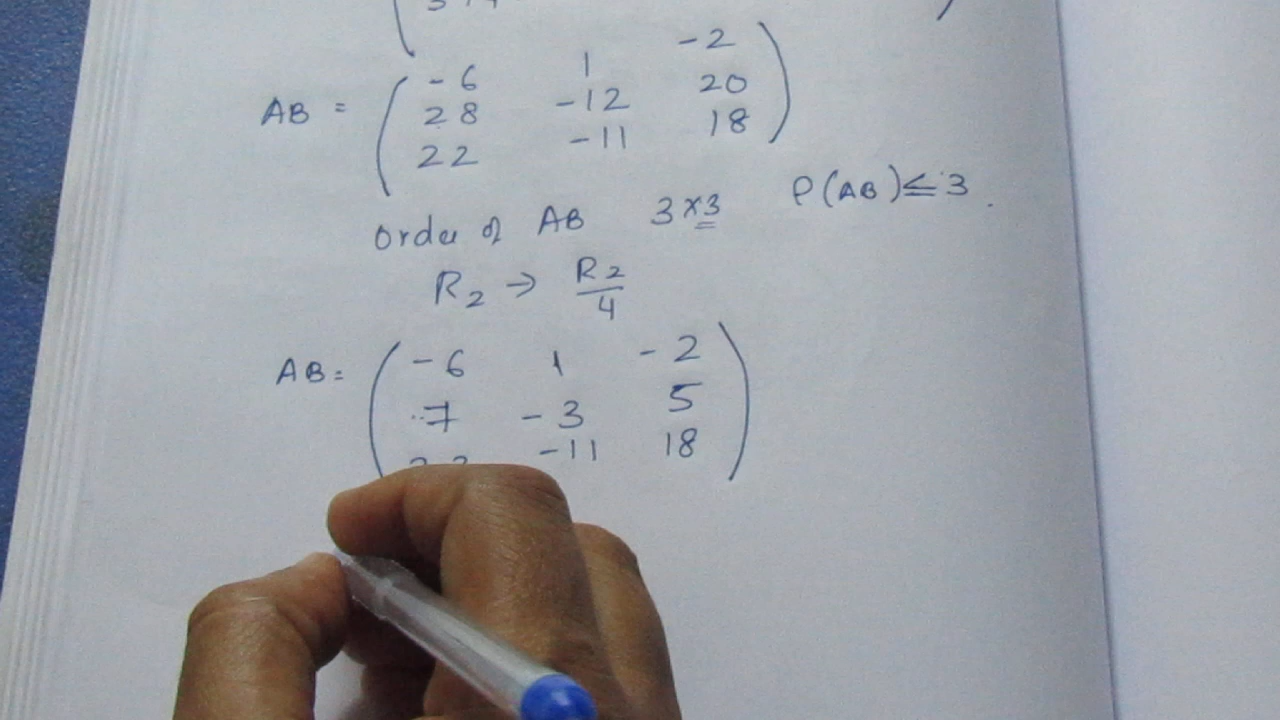 -6 1 -2
AB = 28 -12 20
22 -11 18
Order of AB 3×3 ρ(AB) ≤ 3.
R₂ → R₂/4
-6 1 -2
AB = 7 -3 5
-11 18